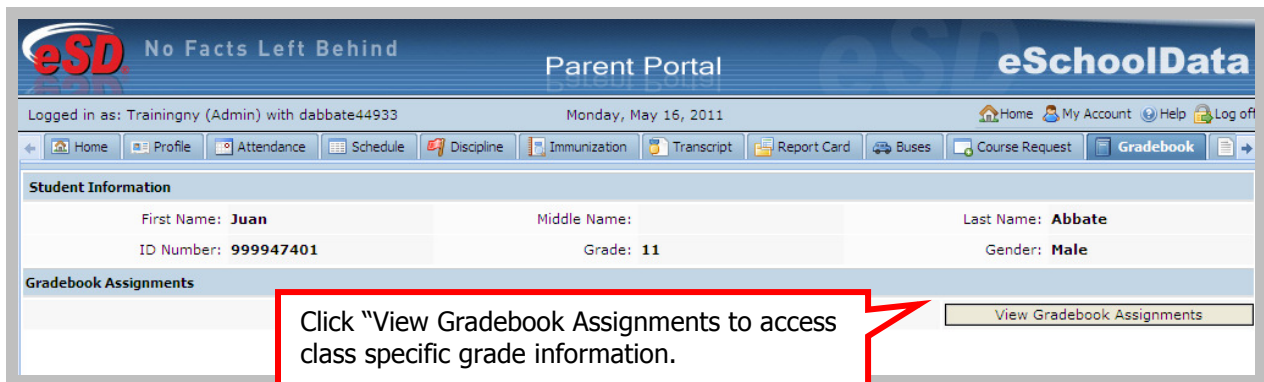 eSD No Facts Left Behind Parent Portal eSchoolData
Logged in as: Trainingny (Admin) with dabbate44933 Monday, May 16, 2011 Home My Account Help Log off
Home Profile Attendance Schedule Discipline Immunization Transcript Report Card Buses Course Request Gradebook
Student Information
First Name: Juan Middle Name: Last Name: Abbate
ID Number: 999947401 Grade: 11 Gender: Male
Gradebook Assignments
View Gradebook Assignments
Click “View Gradebook Assignments to access
class specific grade information.